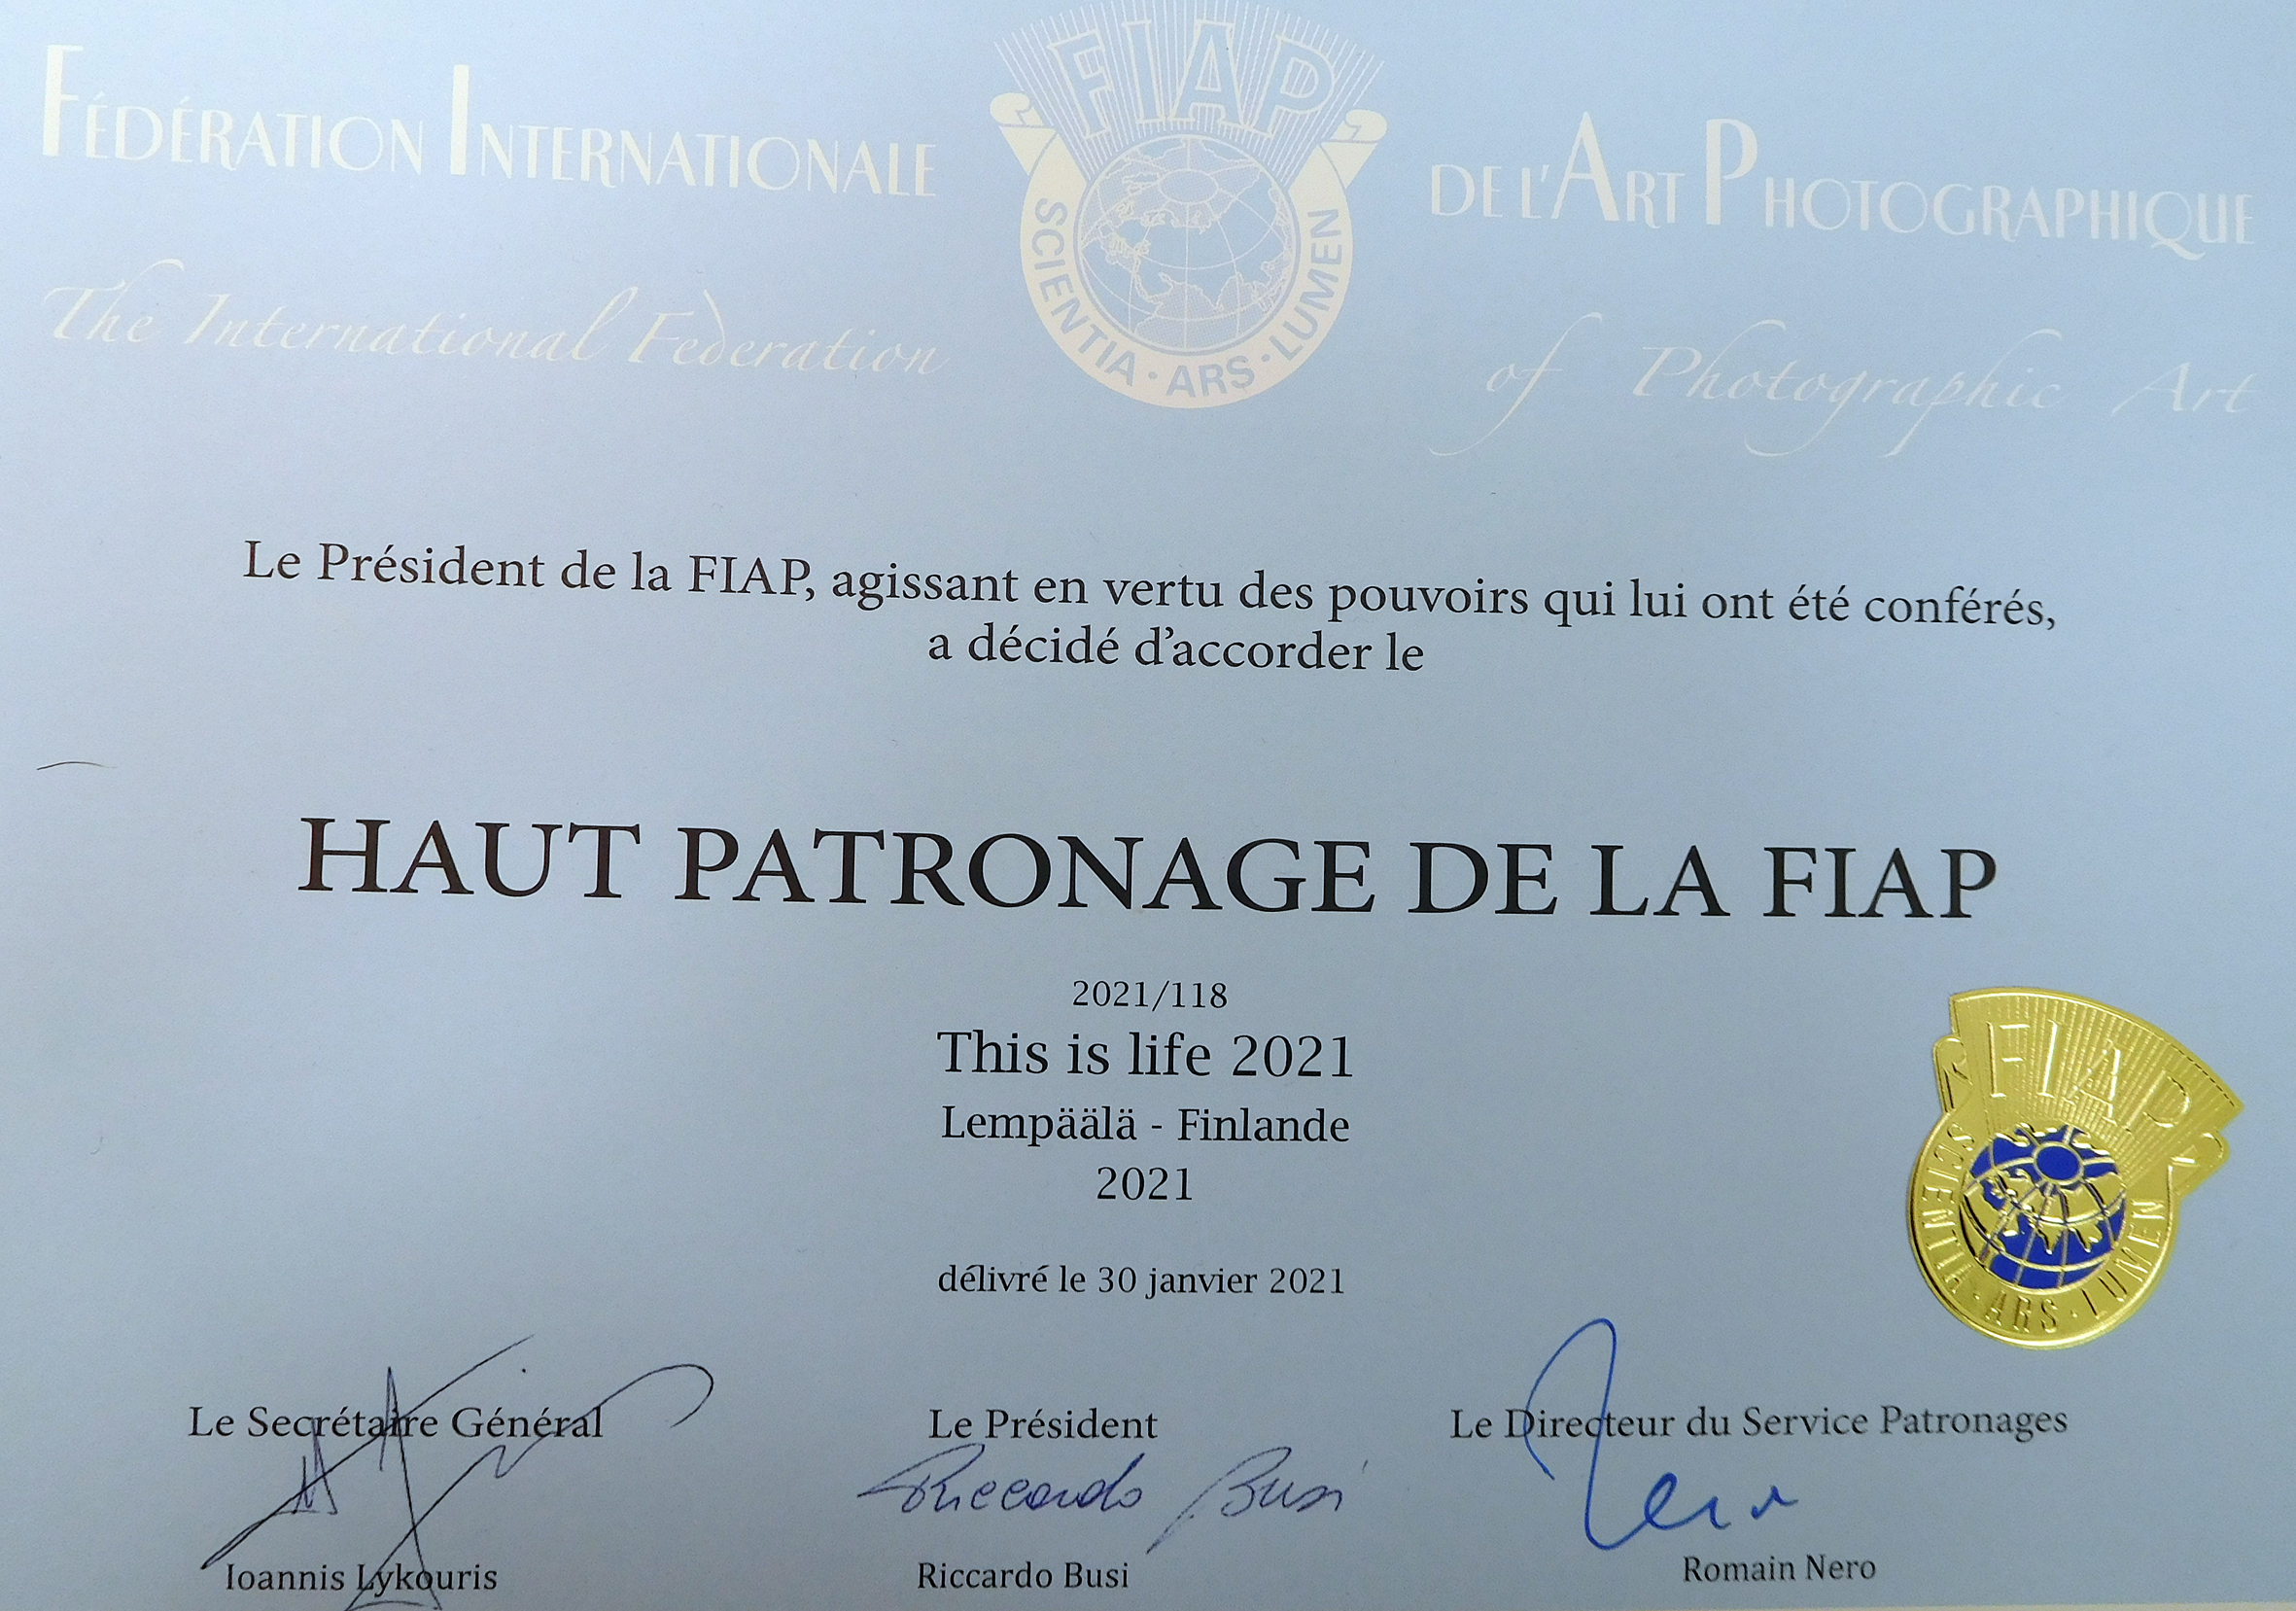 FÉDÉRATION INTERNATIONALE DE L'ART PHOTOGRAPHIQUE
FIAP
SCIENTIA · ARS · LUMEN
The International Federation of Photographic Art
Le Président de la FIAP, agissant en vertu des pouvoirs qui lui ont été conférés,
a décidé d’accorder le
HAUT PATRONAGE DE LA FIAP
2021/118
This is life 2021
Lempäälä - Finlande
2021
délivré le 30 janvier 2021
FIAP
SCIENTIA · ARS · LUMEN
Le Secrétaire Général
Le Président
Le Directeur du Service Patronages
Riccardo Busi
Nero
Ioannis Lykouris
Riccardo Busi
Romain Nero